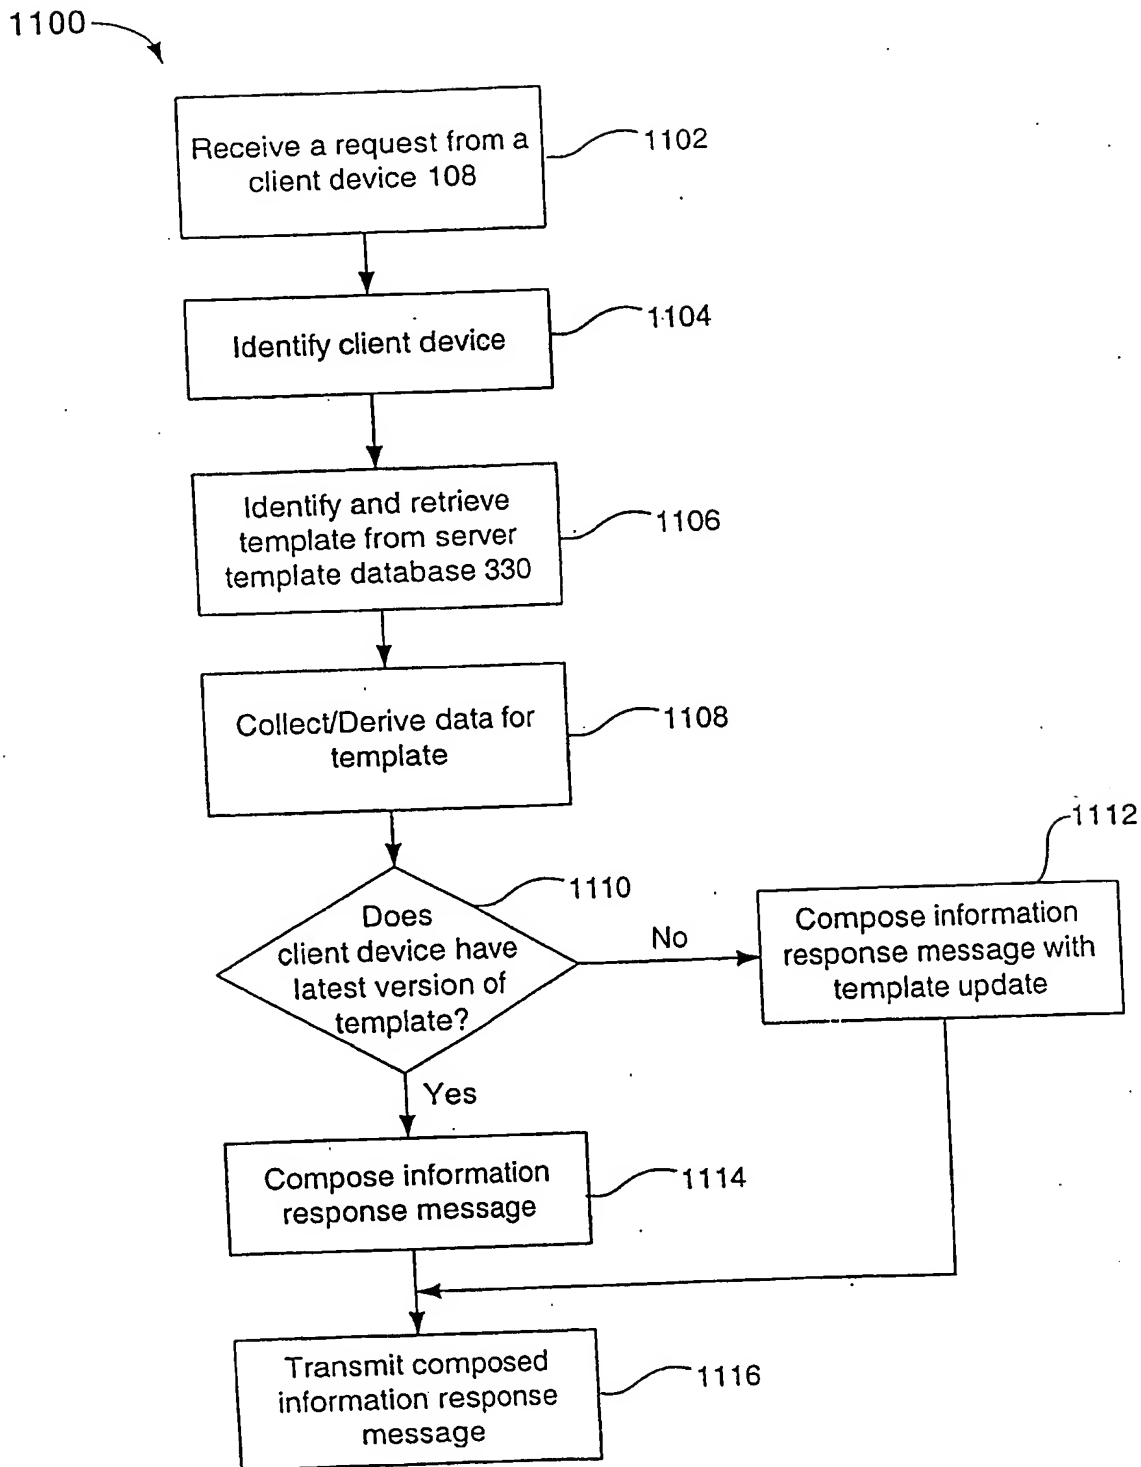 1100
Receive a request from a
client device 108
1102
Identify client device
1104
Identify and retrieve
template from server
template database 330
1106
Collect/Derive data for
template
1108
Does
client device have
latest version of
template?
1110
No
1112
Compose information
response message with
template update
Yes
Compose information
response message
1114
Transmit composed
information response
message
1116